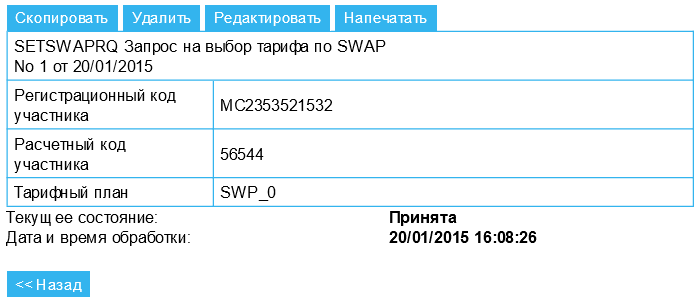 Скопировать Удалить Редактировать Напечатать
SETSWAPRQ Запрос на выбор тарифа по SWAP
No 1 от 20/01/2015
Регистрационный код
участника
MC2353521532
Расчетный код
участника
56544
Тарифный план SWP_0
Текущее состояние: Принята
Дата и время обработки: 20/01/2015 16:08:26
<< Назад